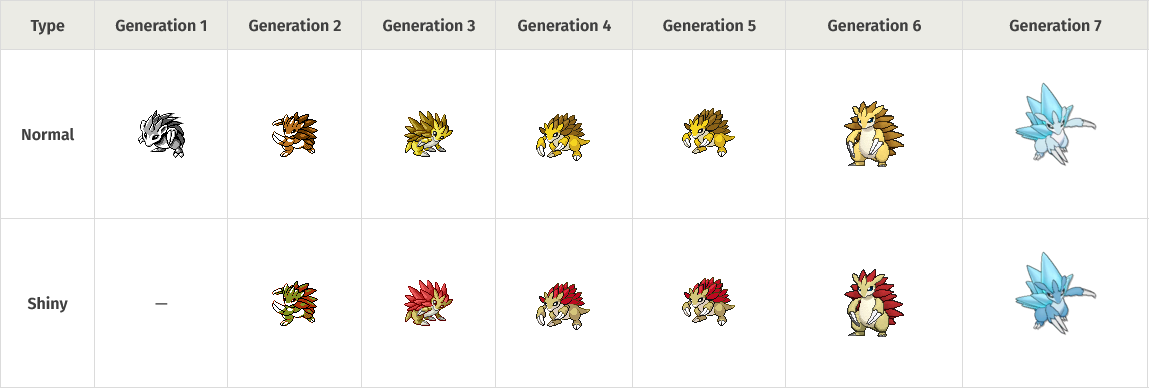 Type Generation 1 Generation 2 Generation 3 Generation 4 Generation 5 Generation 6 Generation 7
Normal
Shiny —